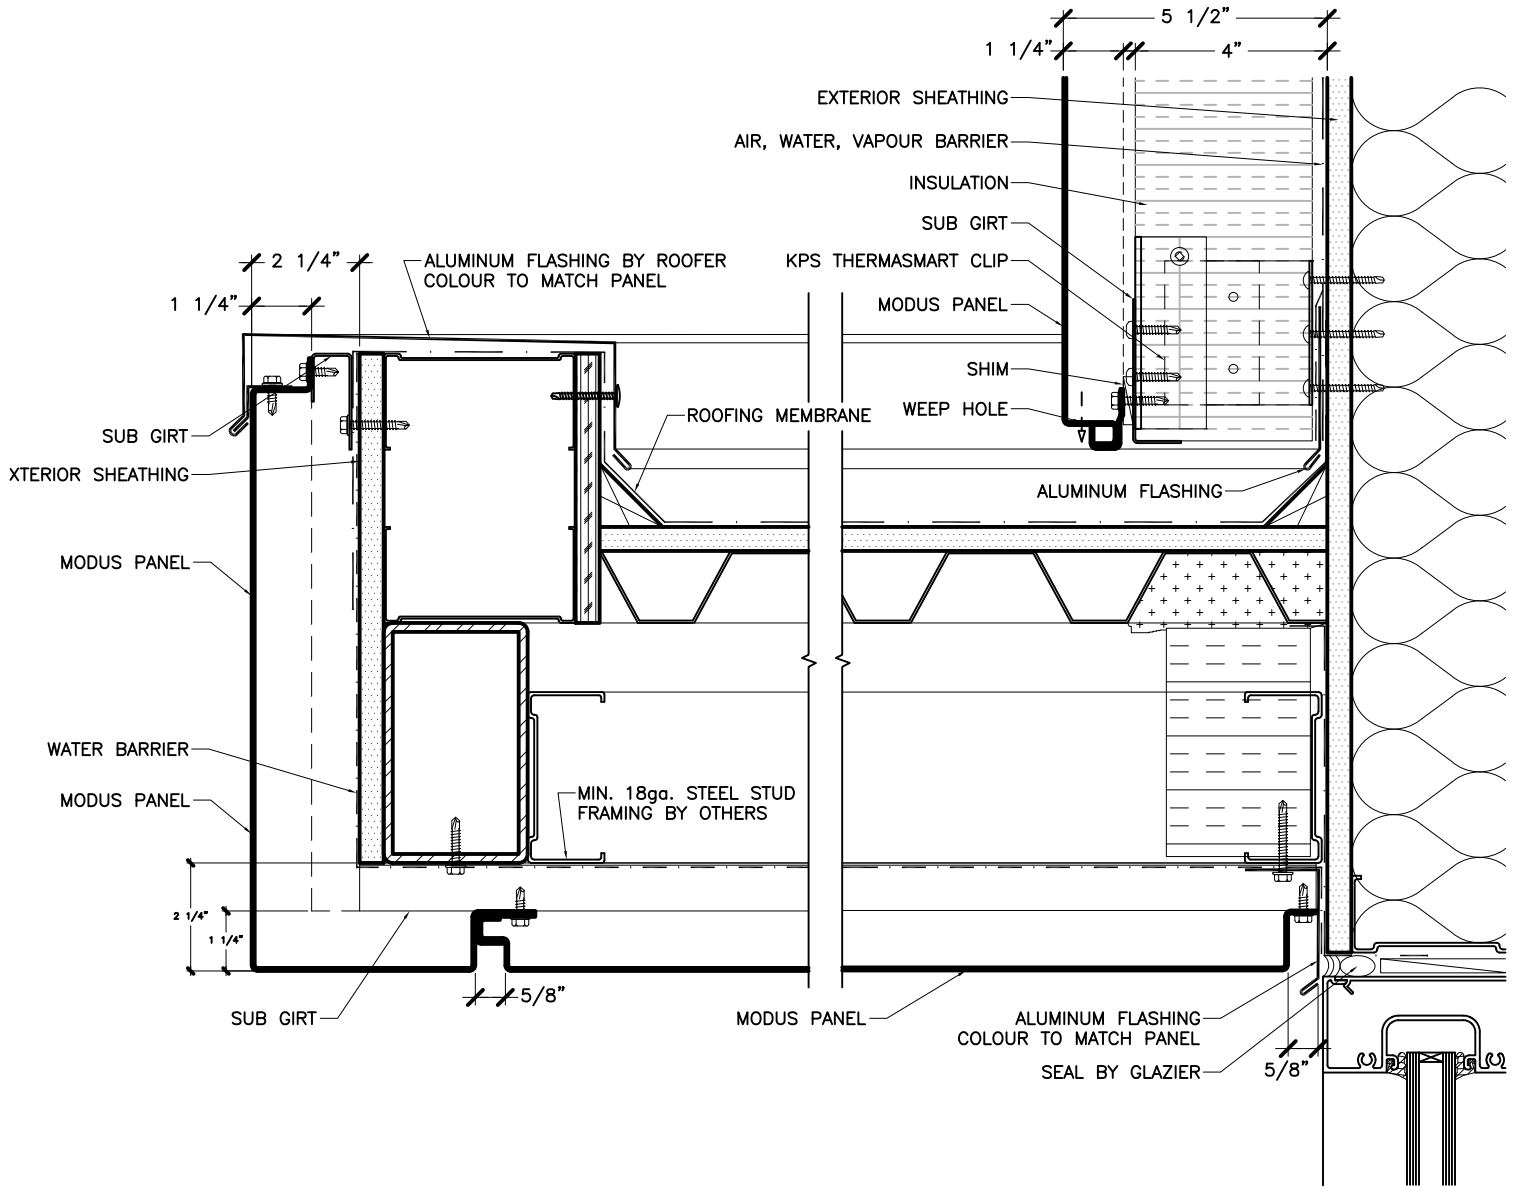 5 1/2"
1 1/4"
4"
EXTERIOR SHEATHING
AIR, WATER, VAPOUR BARRIER
INSULATION
SUB GIRT
KPS THERMASMART CLIP
MODUS PANEL
SHIM
WEEP HOLE
2 1/4"
1 1/4"
ALUMINUM FLASHING BY ROOFER
COLOUR TO MATCH PANEL
ROOFING MEMBRANE
SUB GIRT
XTERIOR SHEATHING
ALUMINUM FLASHING
MODUS PANEL
WATER BARRIER
MODUS PANEL
MIN. 18ga. STEEL STUD
FRAMING BY OTHERS
2 1/4"
1 1/4"
5/8"
SUB GIRT
MODUS PANEL
ALUMINUM FLASHING
COLOUR TO MATCH PANEL
SEAL BY GLAZIER
5/8"